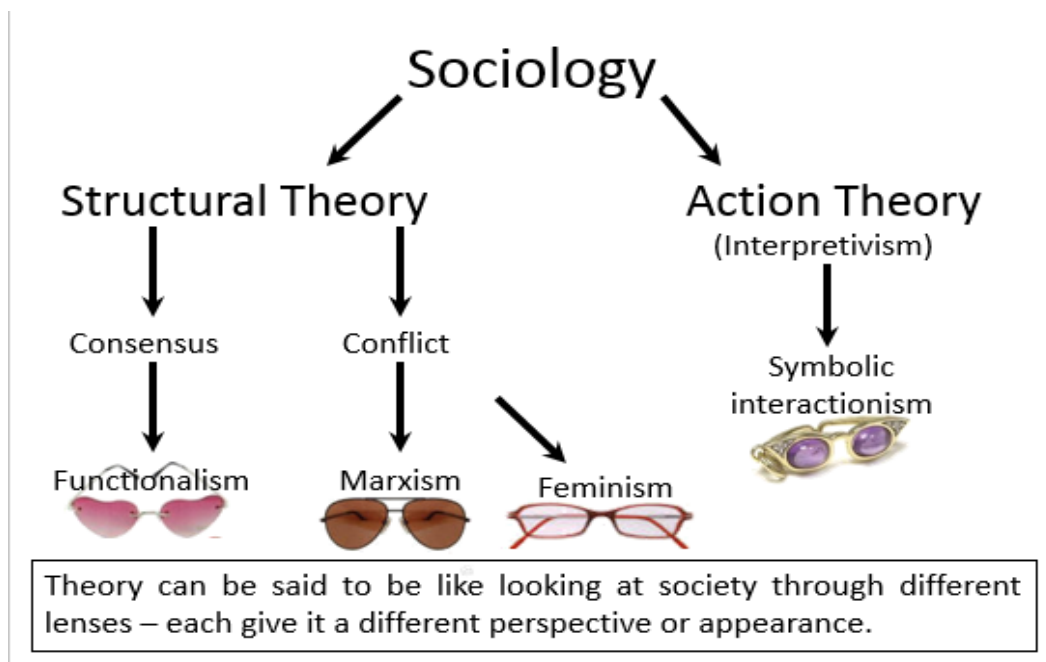 Sociology
Structural Theory
Action Theory
(Interpretivism)
Consensus
Conflict
Symbolic
interactionism
Functionalism
Marxism
Feminism
Theory can be said to be like looking at society through different
lenses – each give it a different perspective or appearance.